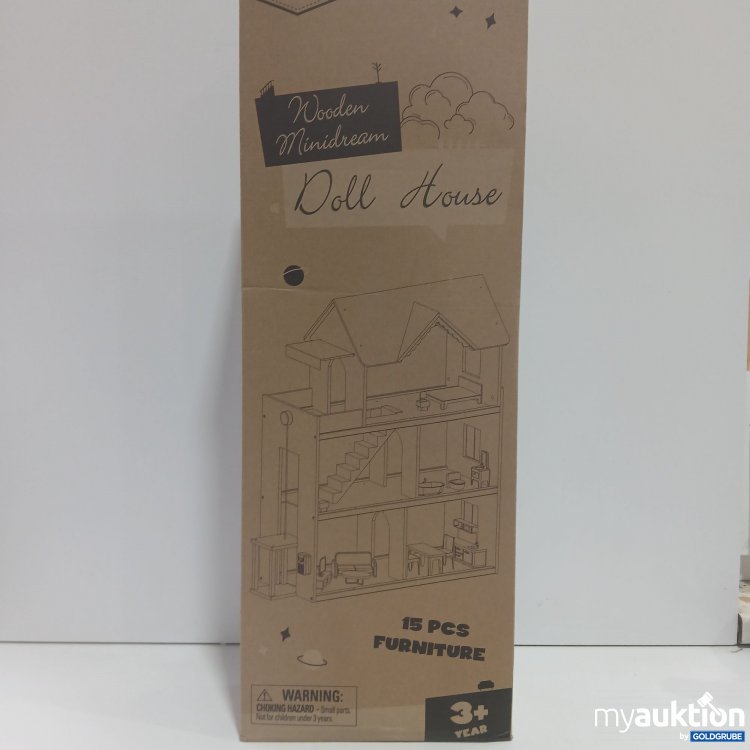 Wooden
Minidream
Doll House
15 PCS
FURNITURE
WARNING:
CHOKING HAZARD - Small parts.
Not for children under 3 years.
3+
YEAR
myauktion
by GOLDGRUBE